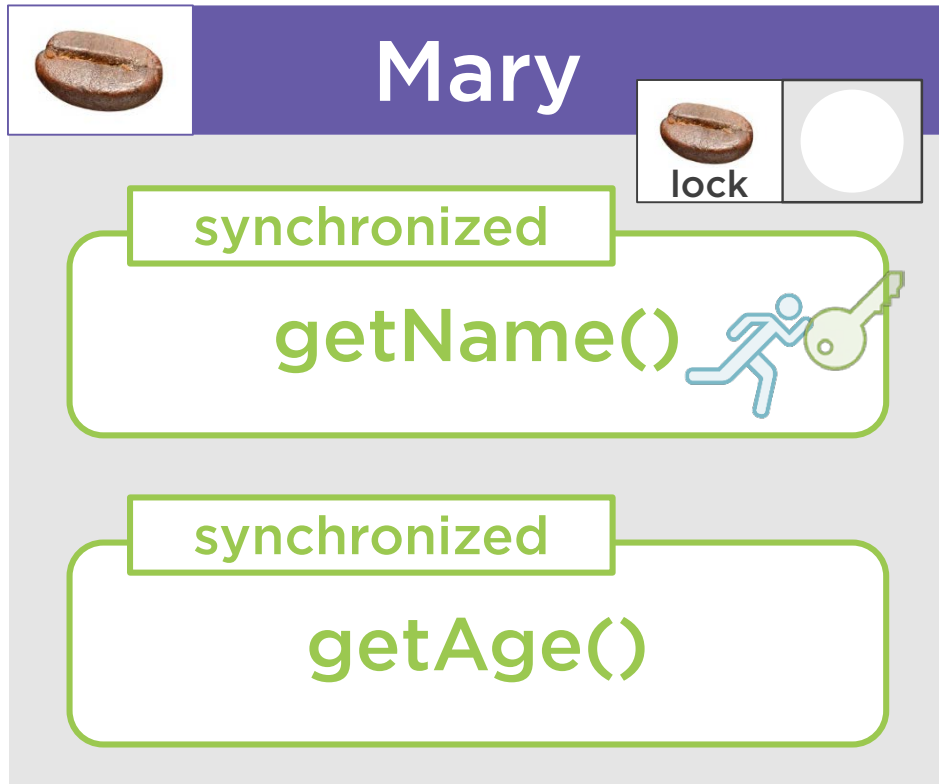 Mary
lock
synchronized
getName()
synchronized
getAge()